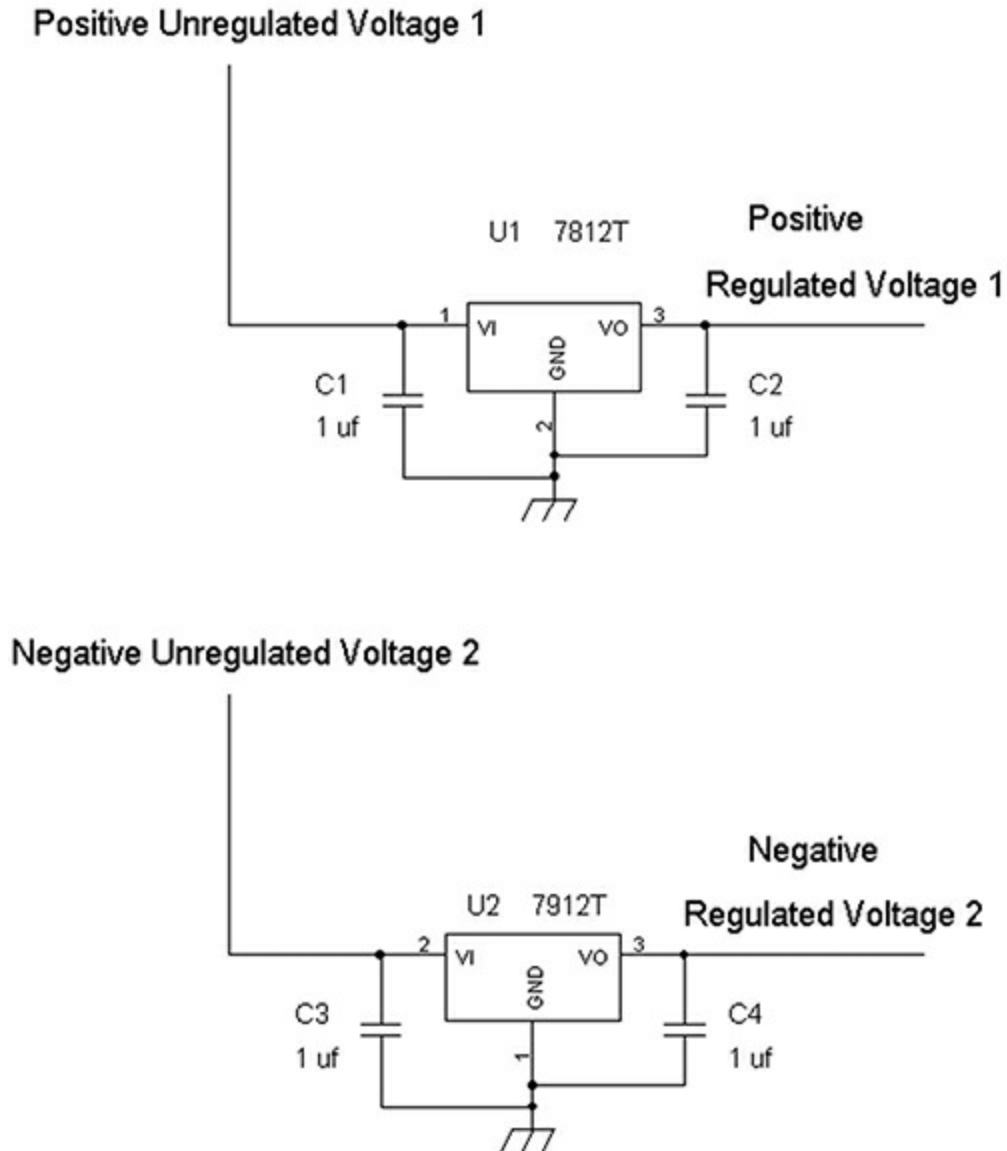 Positive Unregulated Voltage 1
U1 7812T
Positive
Regulated Voltage 1
1 VI VO 3
GND
2
C1
1 uf
C2
1 uf
Negative Unregulated Voltage 2
U2 7912T
Negative
Regulated Voltage 2
2 VI VO 3
GND
1
C3
1 uf
C4
1 uf